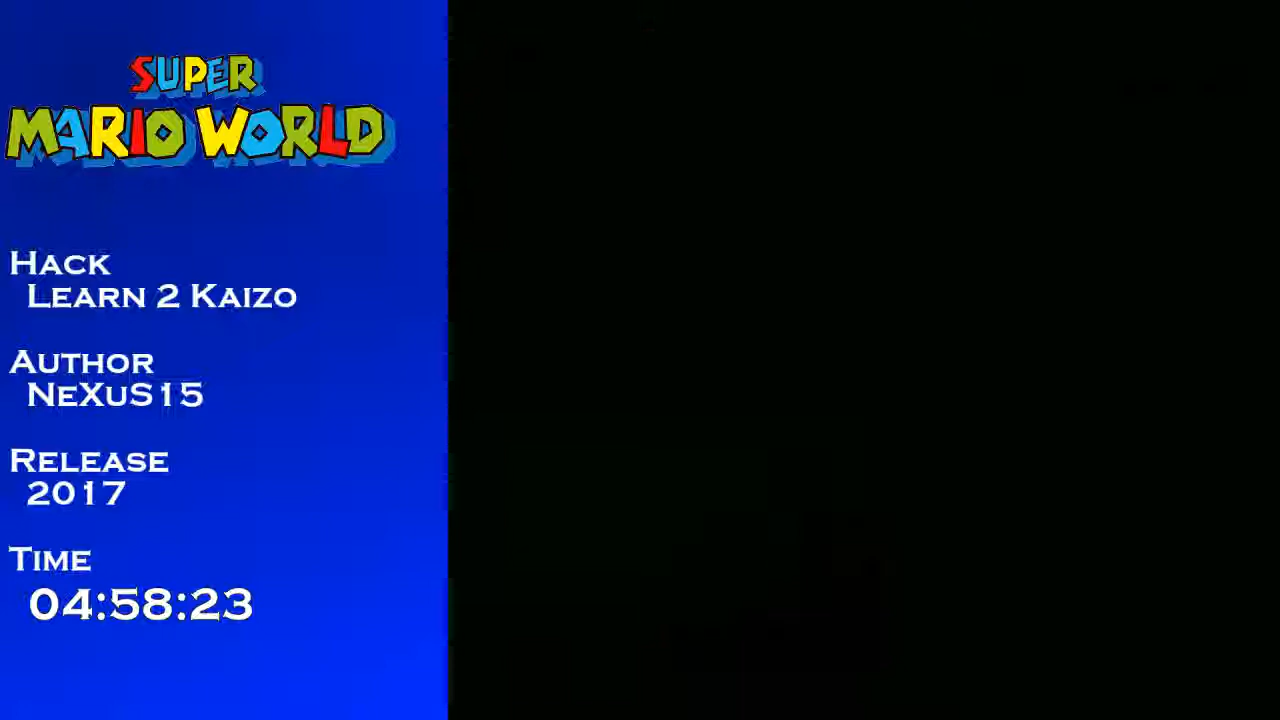 SUPER
MARIO WORLD
HACK
LEARN 2 KAIZO
AUTHOR
NEXUS15
RELEASE
2017
TIME
04:58:23